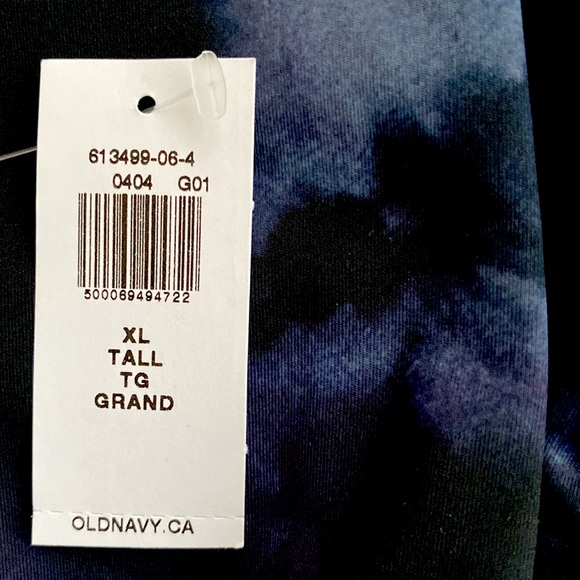 613499-06-4
0404 G01
500069494722
XL
TALL
TG
GRAND
OLDNAVY.CA